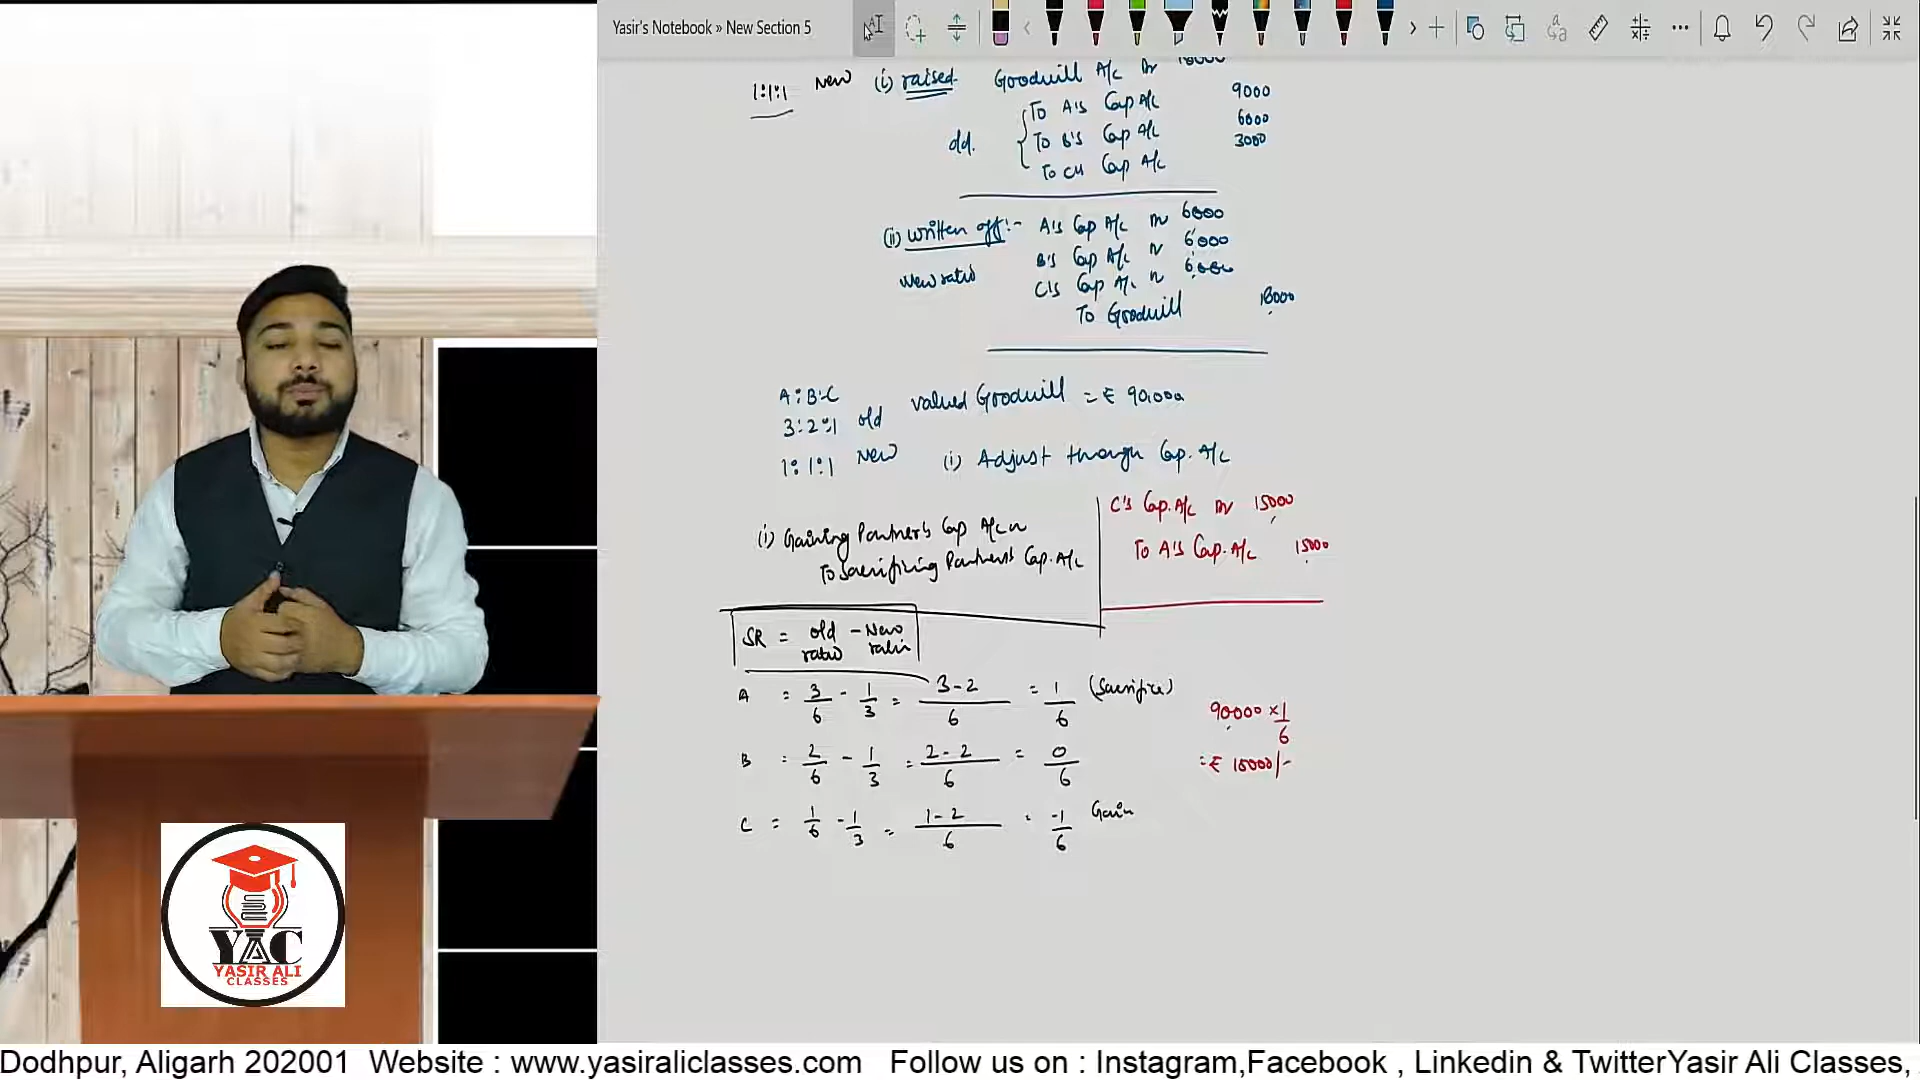 Yasir's Notebook » New Section 5
1:1:1 New (i) raised Goodwill A/c Dr 18000
To A's Cap A/c 9000
old. To B's Cap A/c 6000
To C's Cap A/c 3000
(ii) Written off:- A's Cap A/c Dr 6000
New ratio B's Cap A/c Dr 6000
C's Cap A/c Dr 6000
To Goodwill 18000
A:B:C
3:2:1 old valued Goodwill = ₹ 90,000
1:1:1 New (i) Adjust through Cap. A/c
(i) Gaining Partner's Cap A/c Dr
To Sacrificing Partner's Cap. A/c
C's Cap. A/c Dr 15000
To A's Cap. A/c 15000
SR = old ratio - New ratio
A = 3/6 - 1/3 = 3-2/6 = 1/6 (Sacrifice)
B = 2/6 - 1/3 = 2-2/6 = 0/6
C = 1/6 - 1/3 = 1-2/6 = -1/6 Gain
90000 × 1/6
= ₹ 15000/-
YAC
YASIR ALI
CLASSES
Dodhpur, Aligarh 202001 Website : www.yasiraliclasses.com Follow us on : Instagram,Facebook , Linkedin & TwitterYasir Ali Classes,